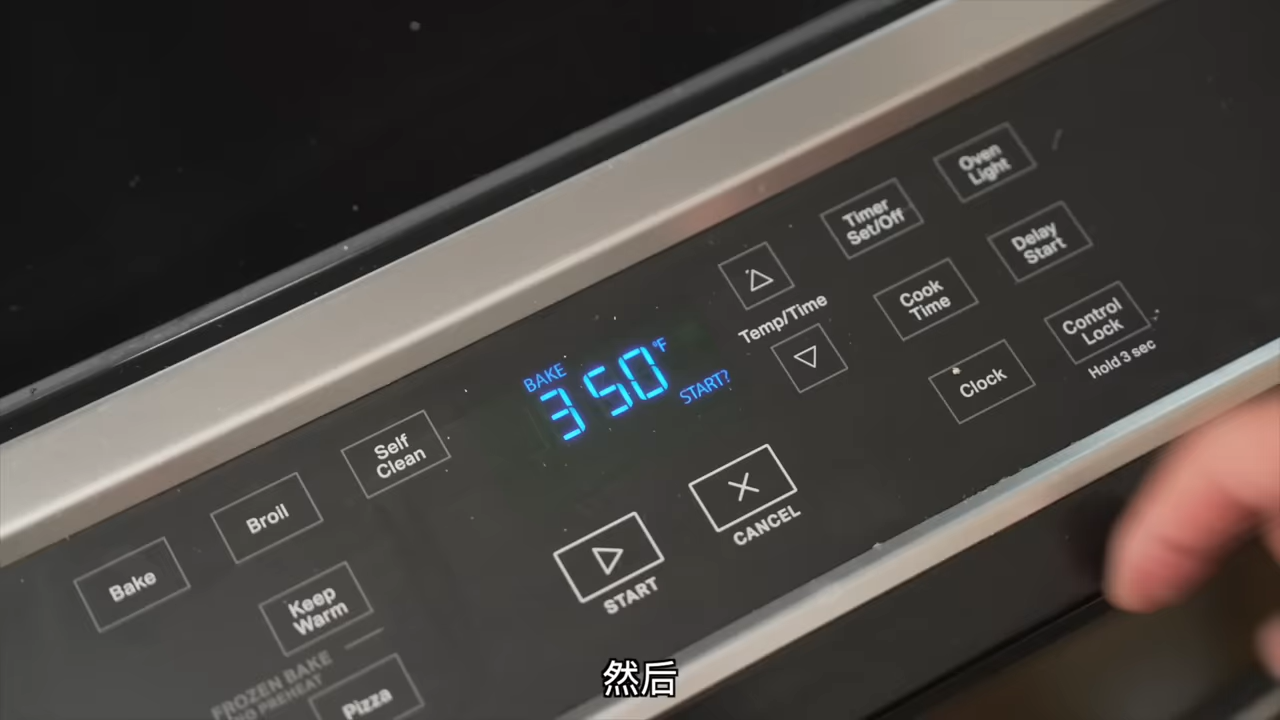 Oven
Light
Timer
Set/Off
Delay
Start
Temp/Time
Cook
Time
Control
Lock
Hold 3 sec
Clock
BAKE
350°F
START?
Self
Clean
Broil
Bake
CANCEL
START
Keep
Warm
FROZEN BAKE
NO PREHEAT
Pizza
然后